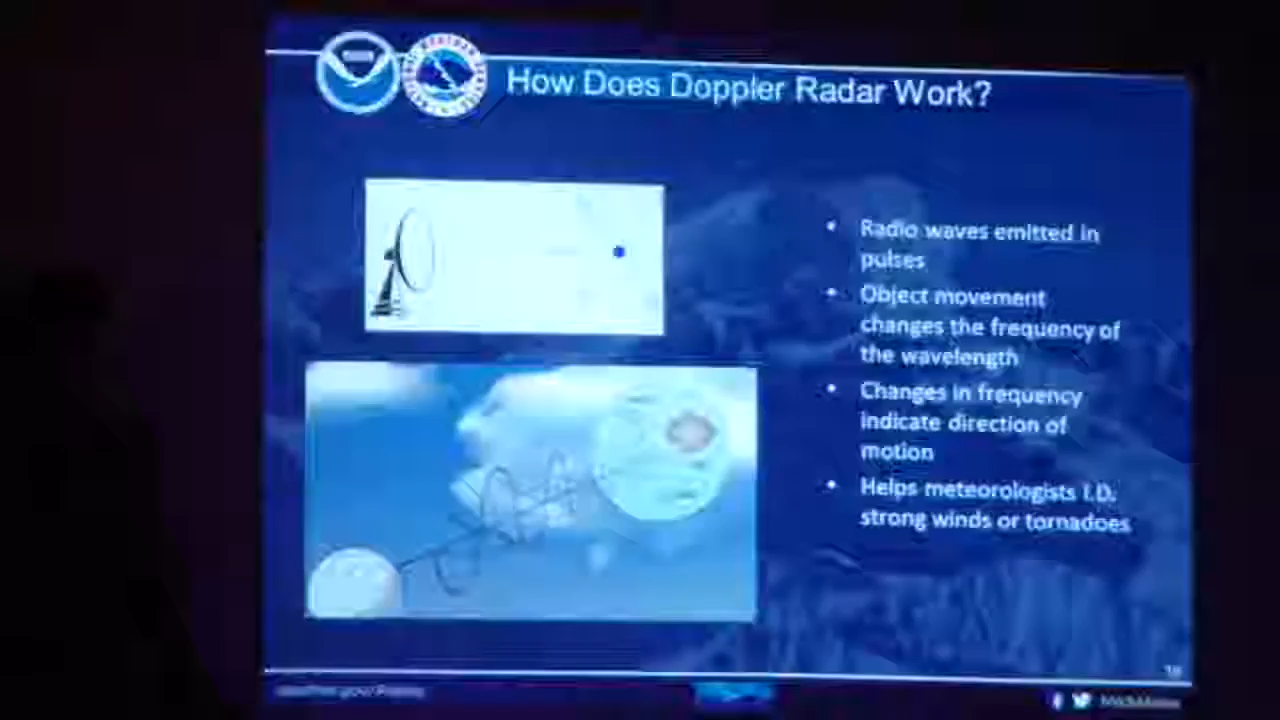 How Does Doppler Radar Work?
• Radio waves emitted in
pulses
• Object movement
changes the frequency of
the wavelength
• Changes in frequency
indicate direction of
motion
• Helps meteorologists I.D.
strong winds or tornadoes